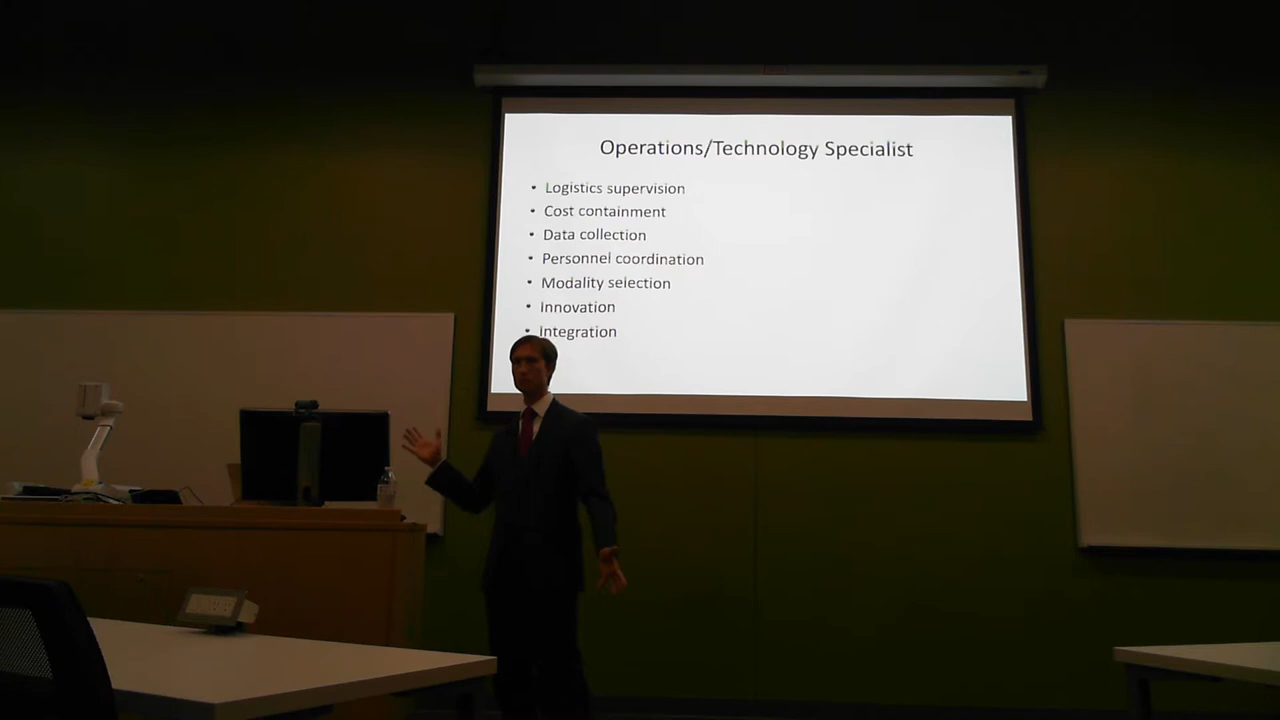 Operations/Technology Specialist
• Logistics supervision
• Cost containment
• Data collection
• Personnel coordination
• Modality selection
• Innovation
• Integration